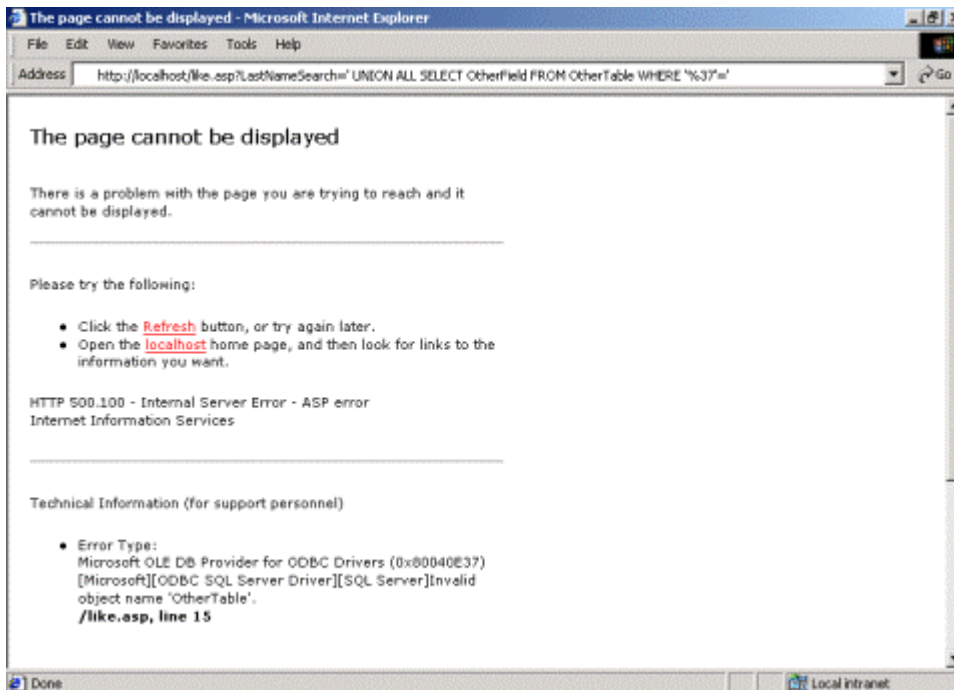 The page cannot be displayed - Microsoft Internet Explorer
File Edit View Favorites Tools Help
Address http://localhost/like.asp?LastNameSearch=' UNION ALL SELECT OtherField FROM OtherTable WHERE '%37'=' Go
The page cannot be displayed
There is a problem with the page you are trying to reach and it
cannot be displayed.
Please try the following:
• Click the Refresh button, or try again later.
• Open the localhost home page, and then look for links to the
information you want.
HTTP 500.100 - Internal Server Error - ASP error
Internet Information Services
Technical Information (for support personnel)
• Error Type:
Microsoft OLE DB Provider for ODBC Drivers (0x80040E37)
[Microsoft][ODBC SQL Server Driver][SQL Server]Invalid
object name 'OtherTable'.
/like.asp, line 15
Done Local intranet